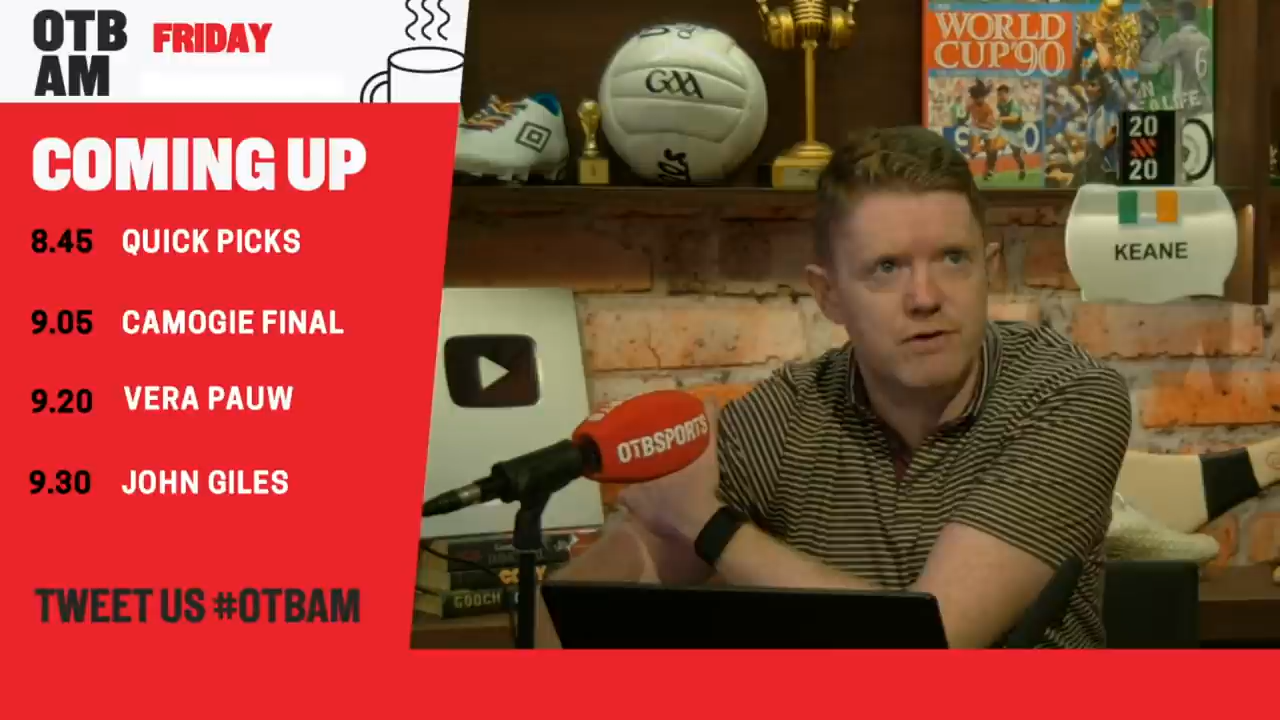 OTB
AM
FRIDAY
COMING UP
8.45 QUICK PICKS
9.05 CAMOGIE FINAL
9.20 VERA PAUW
9.30 JOHN GILES
TWEET US #OTBAM
GAA
WORLD
CUP'90
20
20
KEANE
OTBSPORTS
GOOCH